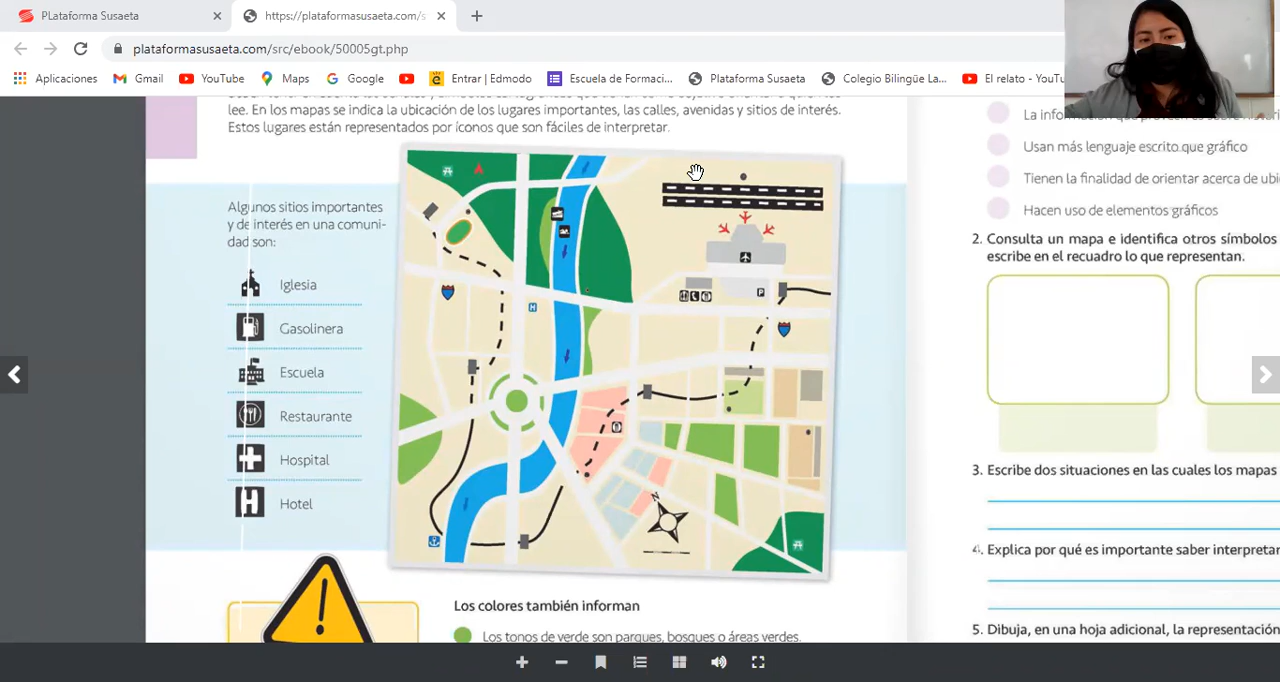 PLataforma Susaeta
https://plataformasusaeta.com/s
plataformasusaeta.com/src/ebook/50005gt.php
Aplicaciones
Gmail
YouTube
Maps
Google
Entrar | Edmodo
Escuela de Formaci...
Plataforma Susaeta
Colegio Bilingüe La...
El relato - YouTu
lee. En los mapas se indica la ubicación de los lugares importantes, las calles, avenidas y sitios de interés.
Estos lugares están representados por íconos que son fáciles de interpretar.
Algunos sitios importantes
y de interés en una comuni-
dad son:
Iglesia
Gasolinera
Escuela
Restaurante
Hospital
H Hotel
H
P
N
Los colores también informan
Los tonos de verde son parques, bosques o áreas verdes.
Usan más lenguaje escrito que gráfico
Tienen la finalidad de orientar acerca de ubi
Hacen uso de elementos gráficos
2. Consulta un mapa e identifica otros símbolos
escribe en el recuadro lo que representan.
3. Escribe dos situaciones en las cuales los mapas
4. Explica por qué es importante saber interpretar
5. Dibuja, en una hoja adicional, la representación